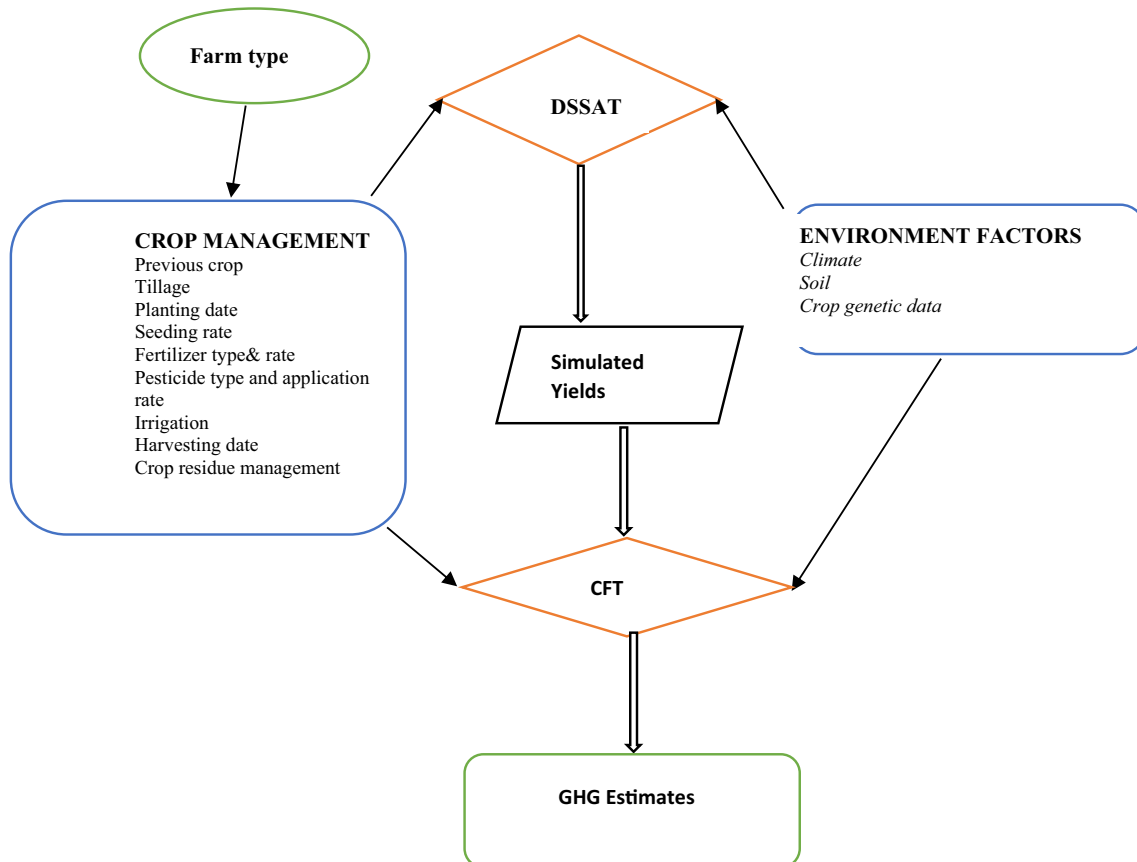 Farm type
DSSAT
CROP MANAGEMENT
Previous crop
Tillage
Planting date
Seeding rate
Fertilizer type& rate
Pesticide type and application
rate
Irrigation
Harvesting date
Crop residue management
ENVIRONMENT FACTORS
Climate
Soil
Crop genetic data
Simulated
Yields
CFT
GHG Estimates